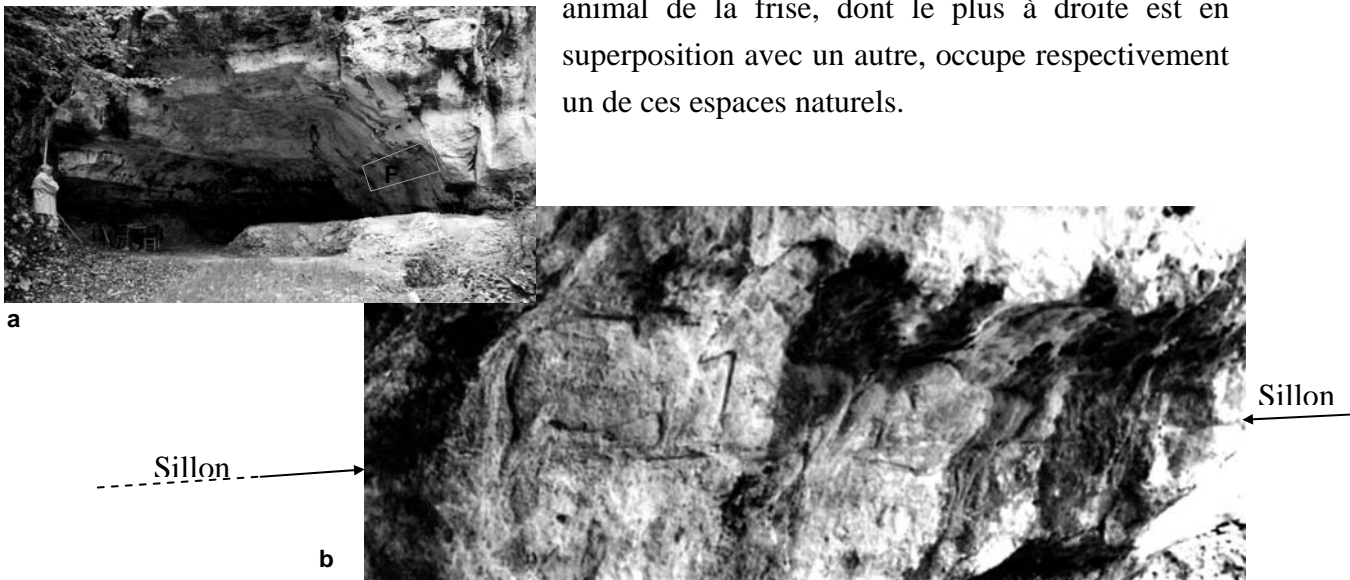 animal de la frise, dont le plus à droite est en
superposition avec un autre, occupe respectivement
un de ces espaces naturels.
F
a
Sillon
Sillon
b